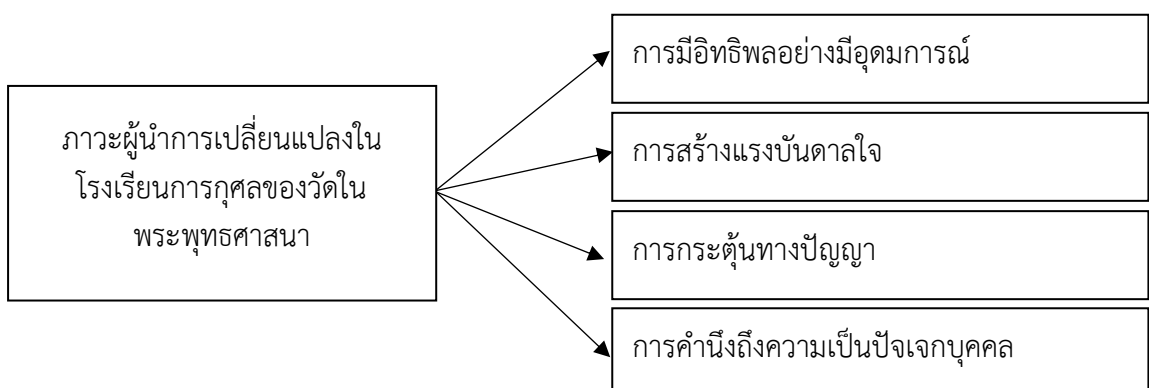 ภาวะผู้นำการเปลี่ยนแปลงใน
โรงเรียนการกุศลของวัดใน
พระพุทธศาสนา
การมีอิทธิพลอย่างมีอุดมการณ์
การสร้างแรงบันดาลใจ
การกระตุ้นทางปัญญา
การคำนึงถึงความเป็นปัจเจกบุคคล